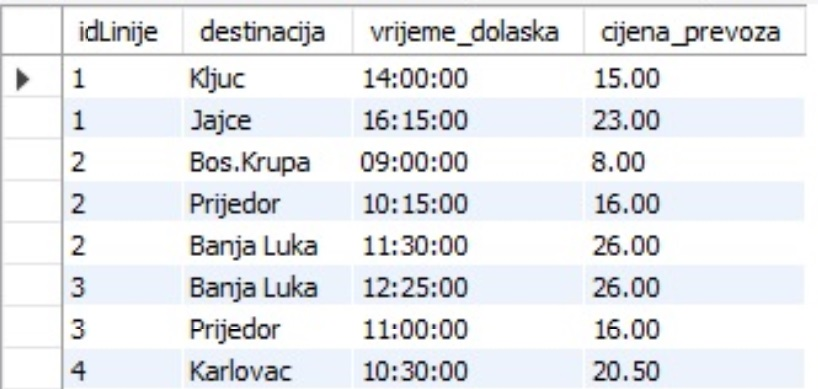 idLinije destinacija vrijeme_dolaska cijena_prevoza
1 Kljuc 14:00:00 15.00
1 Jajce 16:15:00 23.00
2 Bos.Krupa 09:00:00 8.00
2 Prijedor 10:15:00 16.00
2 Banja Luka 11:30:00 26.00
3 Banja Luka 12:25:00 26.00
3 Prijedor 11:00:00 16.00
4 Karlovac 10:30:00 20.50